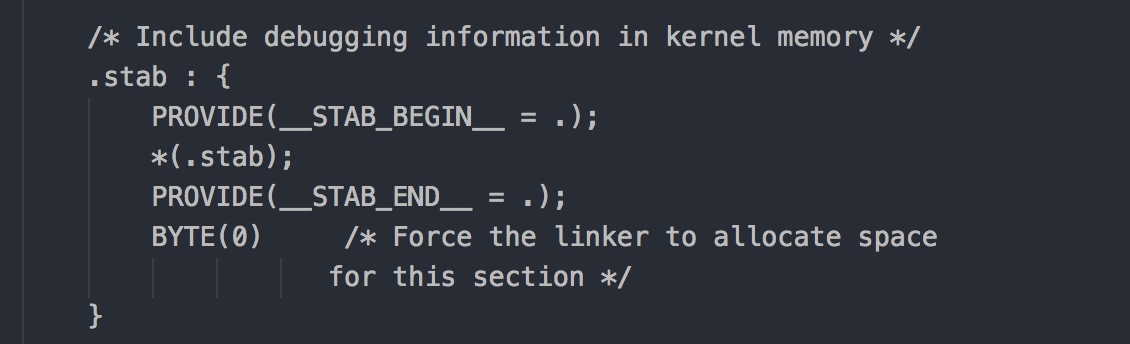 /* Include debugging information in kernel memory */
.stab : {
PROVIDE(__STAB_BEGIN__ = .);
*(.stab);
PROVIDE(__STAB_END__ = .);
BYTE(0)     /* Force the linker to allocate space
for this section */
}